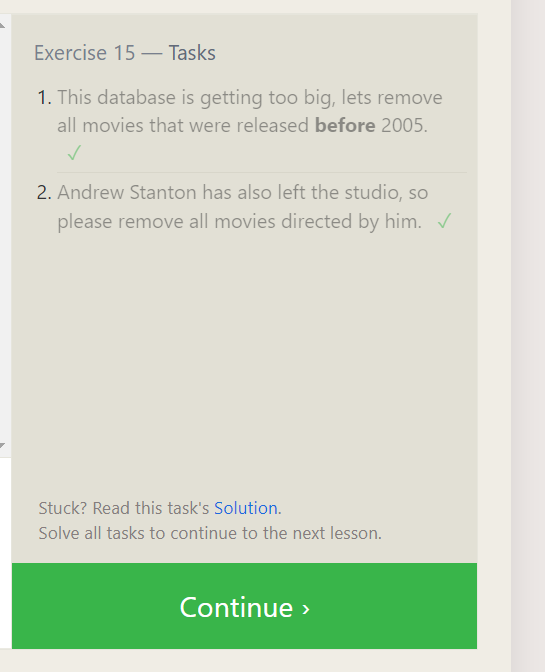 Exercise 15 — Tasks
1. This database is getting too big, lets remove
all movies that were released before 2005.
✓
2. Andrew Stanton has also left the studio, so
please remove all movies directed by him. ✓
Stuck? Read this task's Solution.
Solve all tasks to continue to the next lesson.
Continue ›